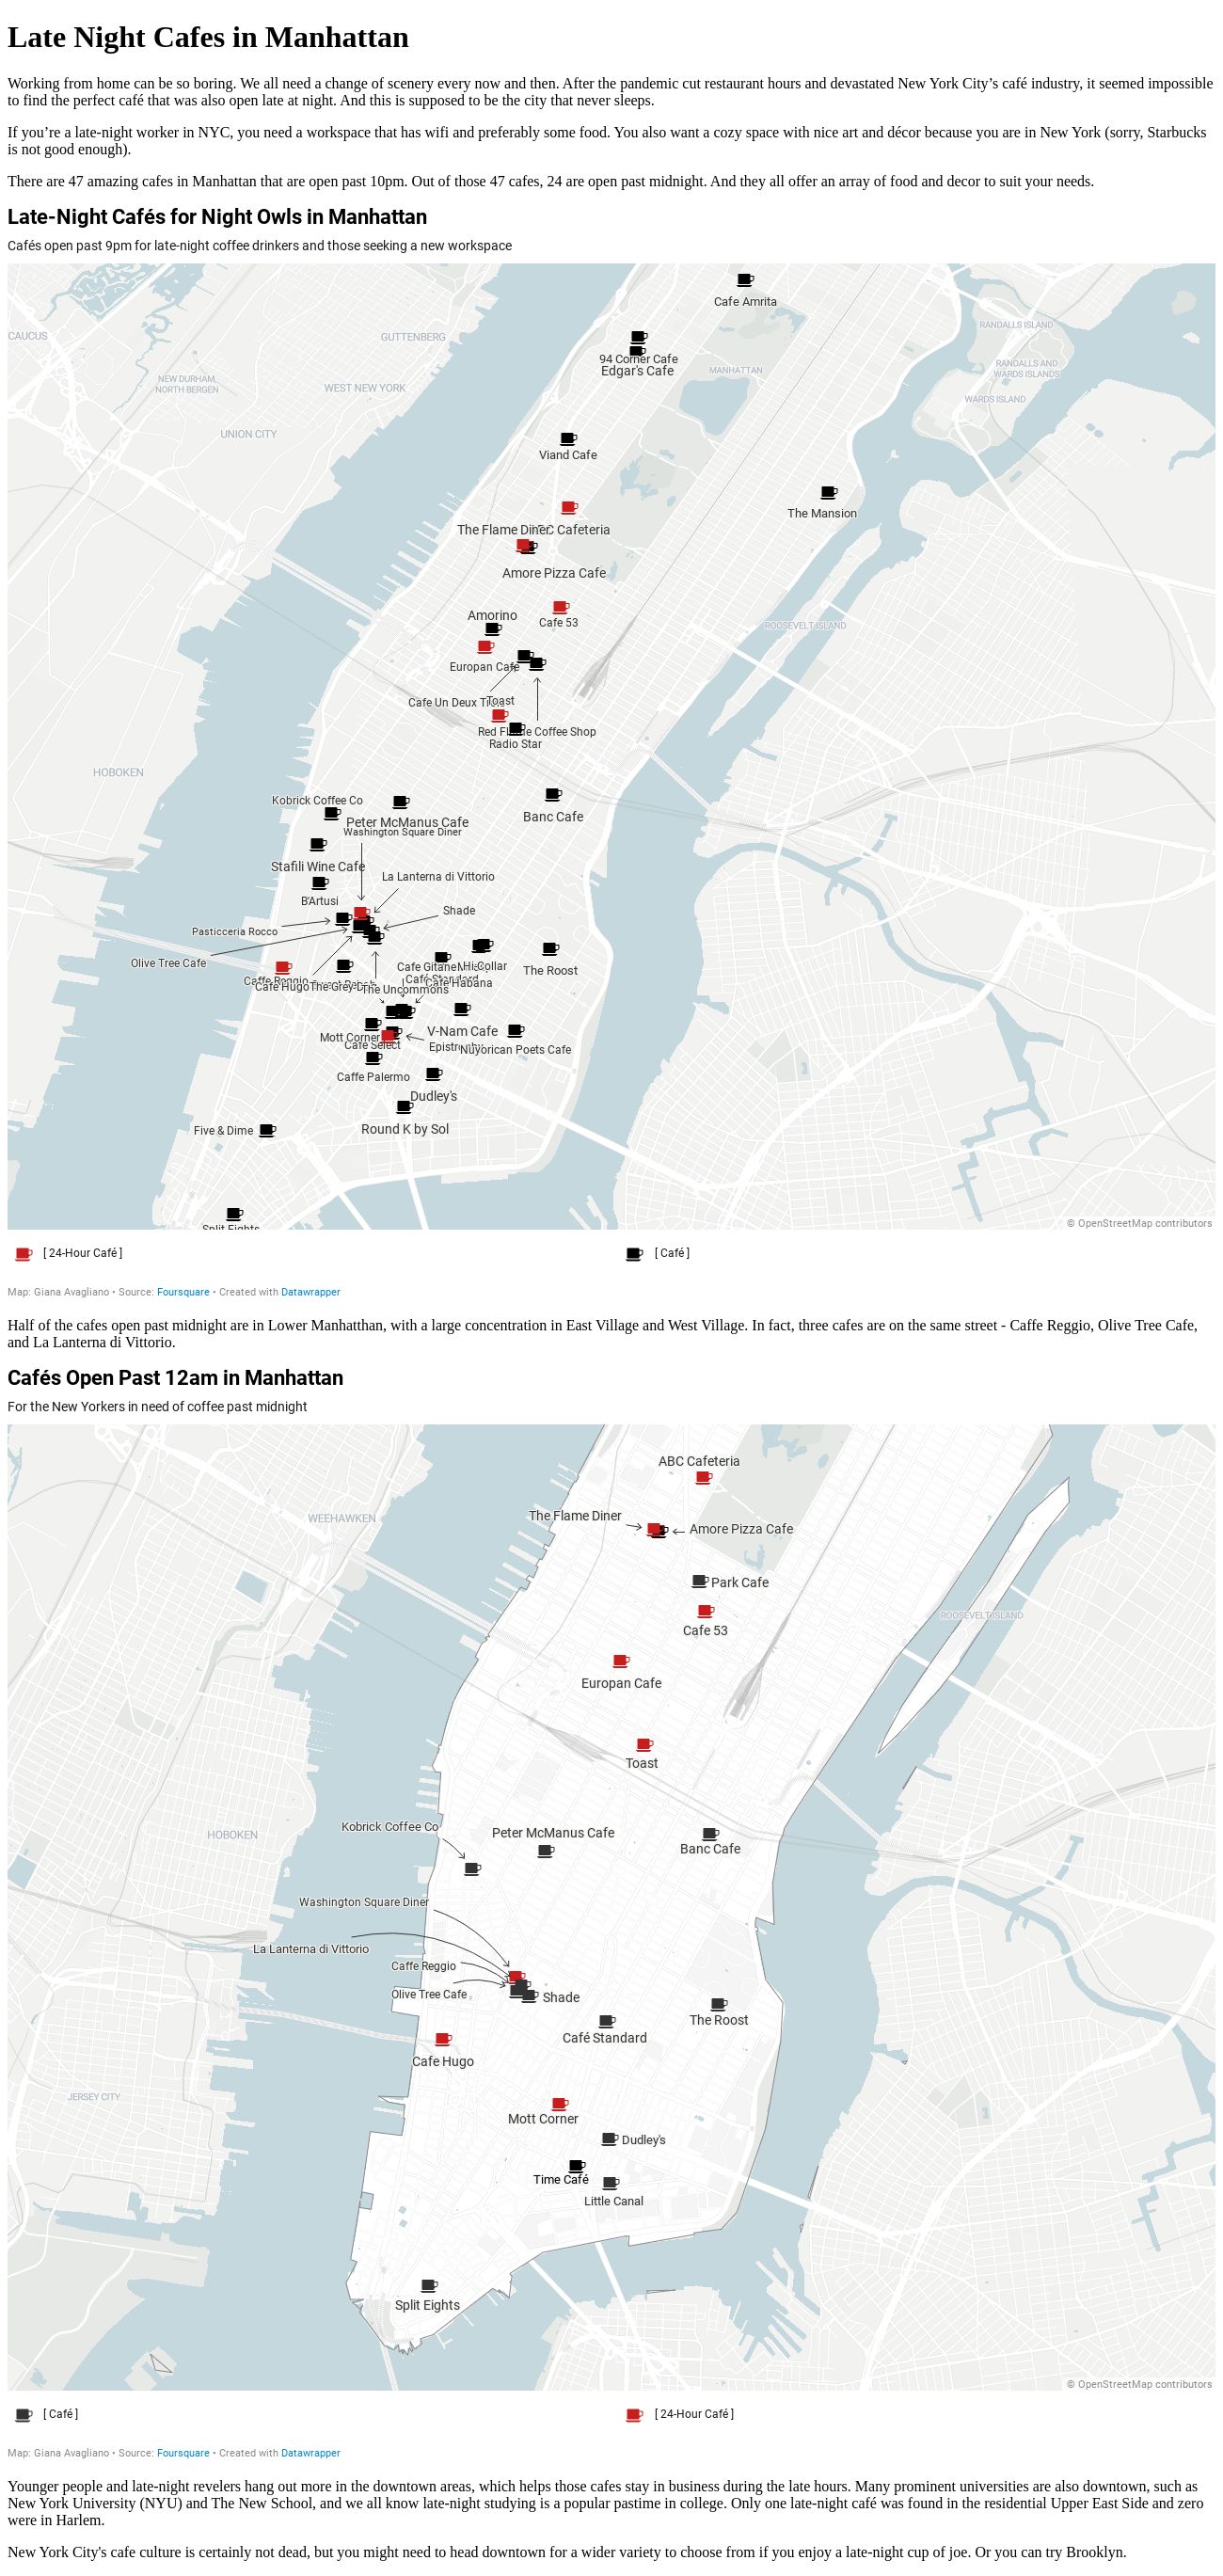 Late Night Cafes in Manhattan
Working from home can be so boring. We all need a change of scenery every now and then. After the pandemic cut restaurant hours and devastated New York City’s café industry, it seemed impossible
to find the perfect café that was also open late at night. And this is supposed to be the city that never sleeps.
If you’re a late-night worker in NYC, you need a workspace that has wifi and preferably some food. You also want a cozy space with nice art and décor because you are in New York (sorry, Starbucks
is not good enough).
There are 47 amazing cafes in Manhattan that are open past 10pm. Out of those 47 cafes, 24 are open past midnight. And they all offer an array of food and decor to suit your needs.
Late-Night Cafés for Night Owls in Manhattan
Cafés open past 9pm for late-night coffee drinkers and those seeking a new workspace
Cafe Amrita
RANDALLS ISLAND
CAUCUS
GUTTENBERG
94 Corner Cafe
Edgar's Cafe
MANHATTAN
RANDALLS AND
WARDS ISLANDS
NEW DURHAM
NORTH BERGEN
WEST NEW YORK
WARDS ISLAND
UNION CITY
Viand Cafe
The Mansion
The Flame Diner
Cafeteria
Amore Pizza Cafe
Amorino
Cafe 53
ROOSEVELT ISLAND
Europan Cafe
Cafe Un Deux
Toast
Red Coffee Shop
Radio Star
HOBOKEN
Kobrick Coffee Co
Peter McManus Cafe
Banc Cafe
Washington Square Diner
Stafili Wine Cafe
La Lanterna di Vittorio
B'Artusi
Shade
Pasticceria Rocco
Olive Tree Cafe
Cafe Gitane
Collar
The Roost
Caffe Reggio
Cafe Hugo
The Grey
The Uncommons
Cafe Habana
Mott Corner
Cafe Select
V-Nam Cafe
Nuyorican Poets Cafe
Caffe Palermo
Dudley's
Round K by Sol
Five & Dime
Split Eights
© OpenStreetMap contributors
[ 24-Hour Café ]
[ Café ]
Map: Giana Avagliano • Source: Foursquare • Created with Datawrapper
Half of the cafes open past midnight are in Lower Manhatthan, with a large concentration in East Village and West Village. In fact, three cafes are on the same street - Caffe Reggio, Olive Tree Cafe,
and La Lanterna di Vittorio.
Cafés Open Past 12am in Manhattan
For the New Yorkers in need of coffee past midnight
ABC Cafeteria
WEEHAWKEN
The Flame Diner
Amore Pizza Cafe
Park Cafe
ROOSEVELT ISLAND
Cafe 53
Europan Cafe
Toast
Kobrick Coffee Co
HOBOKEN
Peter McManus Cafe
Banc Cafe
Washington Square Diner
La Lanterna di Vittorio
Caffe Reggio
Olive Tree Cafe
Shade
The Roost
Café Standard
Cafe Hugo
JERSEY CITY
Mott Corner
Dudley's
Time Café
Little Canal
Split Eights
© OpenStreetMap contributors
[ Café ]
[ 24-Hour Café ]
Map: Giana Avagliano • Source: Foursquare • Created with Datawrapper
Younger people and late-night revelers hang out more in the downtown areas, which helps those cafes stay in business during the late hours. Many prominent universities are also downtown, such as
New York University (NYU) and The New School, and we all know late-night studying is a popular pastime in college. Only one late-night café was found in the residential Upper East Side and zero
were in Harlem.
New York City's cafe culture is certainly not dead, but you might need to head downtown for a wider variety to choose from if you enjoy a late-night cup of joe. Or you can try Brooklyn.